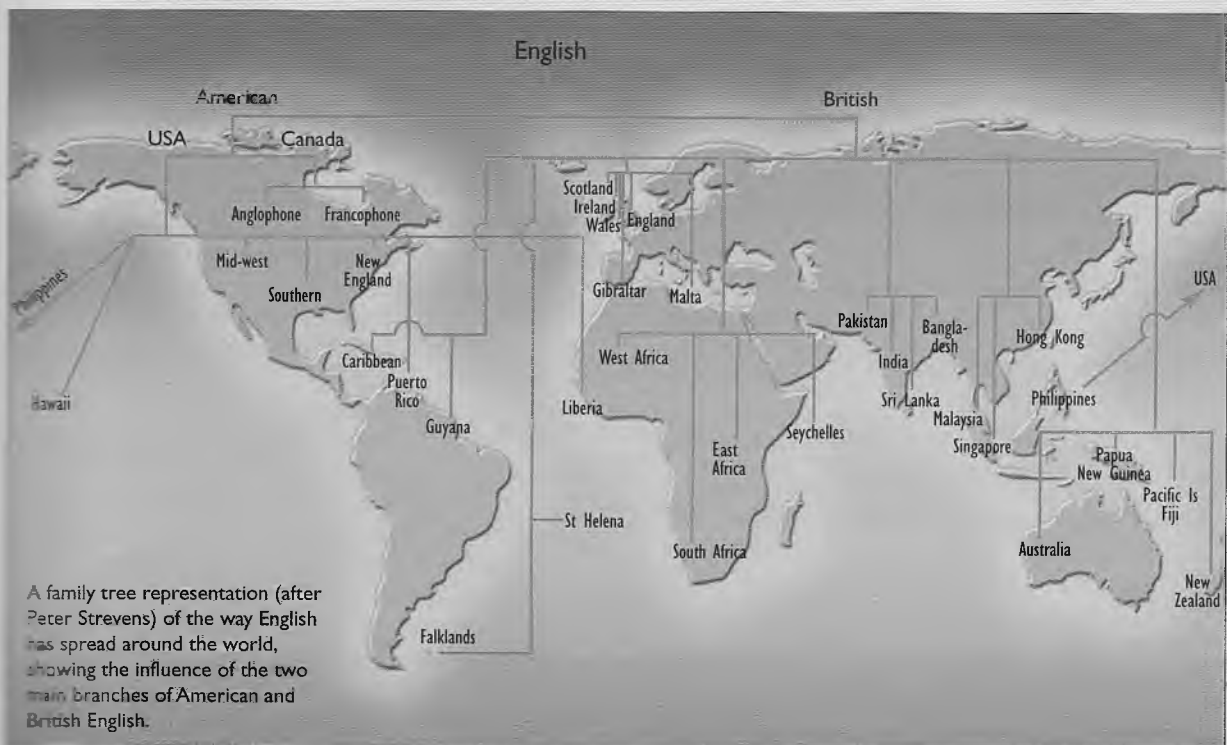 English
American
British
USA
Canada
Scotland
Ireland
Wales
England
Anglophone
Francophone
Mid-west
New
England
Southern
Philippines
Gibraltar
Malta
USA
Pakistan
Bangla-
desh
Hong Kong
India
Caribbean
West Africa
Puerto
Rico
Hawaii
Liberia
Sri Lanka
Philippines
Malaysia
Guyana
Seychelles
Singapore
East
Africa
Papua
New Guinea
Pacific Is
Fiji
St Helena
South Africa
Australia
New
Zealand
Falklands
A family tree representation (after
Peter Strevens) of the way English
has spread around the world,
showing the influence of the two
main branches of American and
British English.